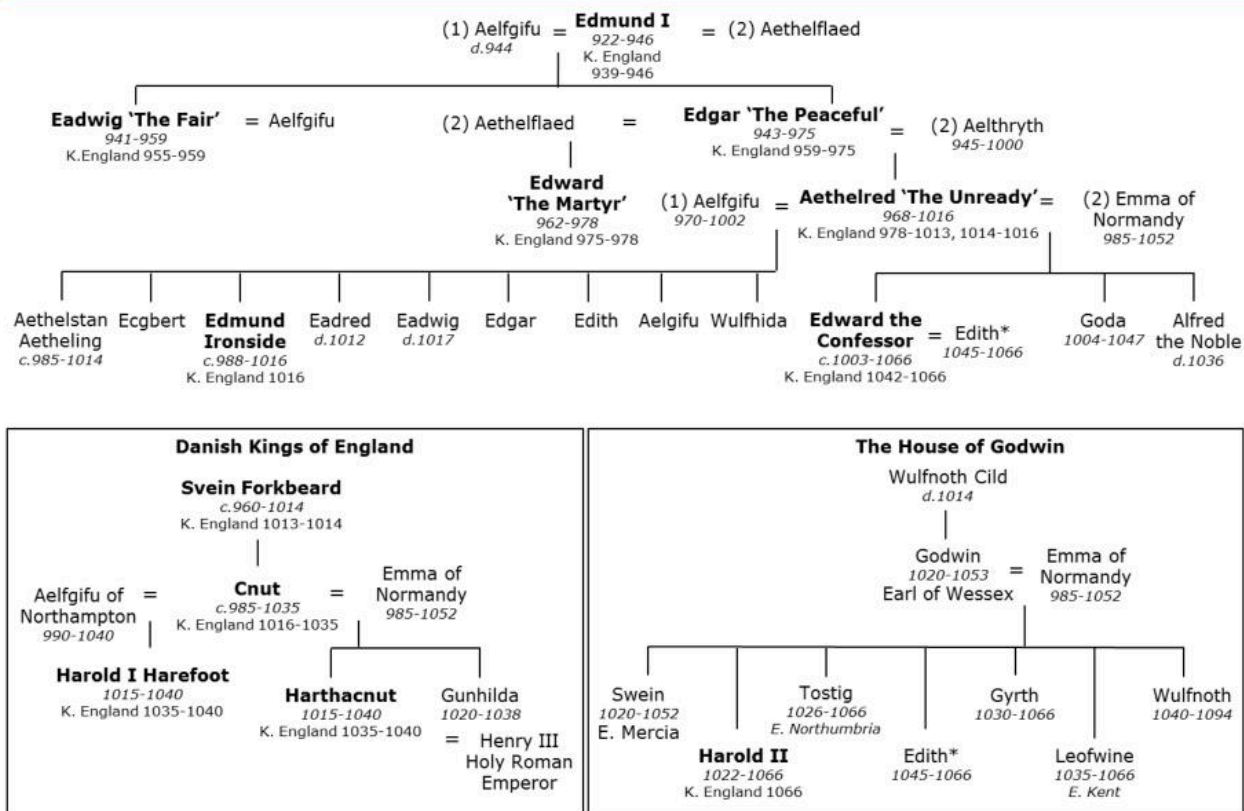 (1) Aelfgifu = Edmund I = (2) Aethelflaed
d.944
922-946
K. England
939-946
Eadwig 'The Fair' = Aelfgifu
941-959
K.England 955-959
(2) Aethelflaed = Edgar 'The Peaceful' = (2) Aelthryth
943-975
K. England 959-975
945-1000
Edward
'The Martyr'
962-978
K. England 975-978
(1) Aelfgifu = Aethelred 'The Unready' = (2) Emma of
Normandy
970-1002
968-1016
K. England 978-1013, 1014-1016
985-1052
Aethelstan
Aetheling
c.985-1014
Ecgbert
Edmund
Ironside
c.988-1016
K. England 1016
Eadred
d.1012
Eadwig
d.1017
Edgar
Edith
Aelgifu
Wulfhida
Edward the
Confessor
c.1003-1066
K. England 1042-1066
= Edith*
1045-1066
Goda
1004-1047
Alfred
the Noble
d.1036
Danish Kings of England
Svein Forkbeard
c.960-1014
K. England 1013-1014
Aelfgifu of
Northampton
990-1040
=
Cnut
c.985-1035
K. England 1016-1035
=
Emma of
Normandy
985-1052
Harold I Harefoot
1015-1040
K. England 1035-1040
Harthacnut
1015-1040
K. England 1035-1040
Gunhilda
1020-1038
= Henry III
Holy Roman
Emperor
The House of Godwin
Wulfnoth Cild
d.1014
Godwin
1020-1053
Earl of Wessex
=
Emma of
Normandy
985-1052
Swein
1020-1052
E. Mercia
Harold II
1022-1066
K. England 1066
Tostig
1026-1066
E. Northumbria
Edith*
1045-1066
Gyrth
1030-1066
Leofwine
1035-1066
E. Kent
Wulfnoth
1040-1094